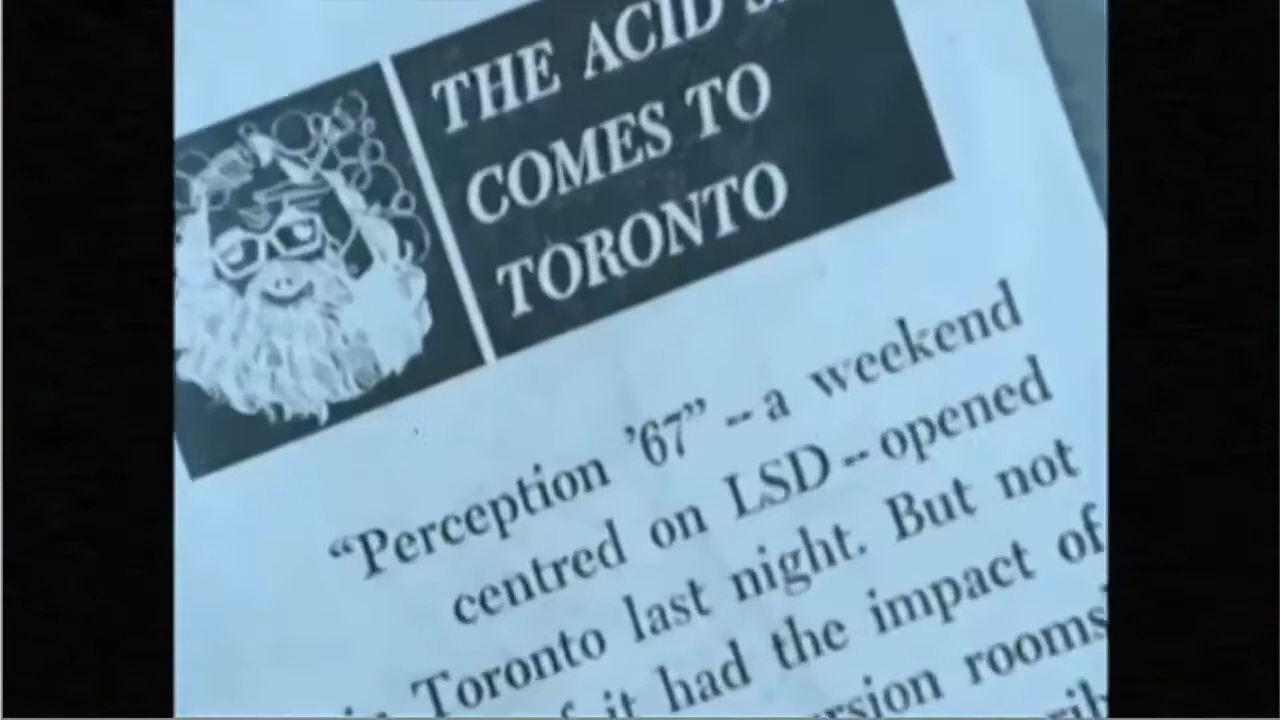 THE ACID
COMES TO
TORONTO
“Perception ’67” -- a weekend
centred on LSD -- opened
Toronto last night. But not
it had the impact of
rooms